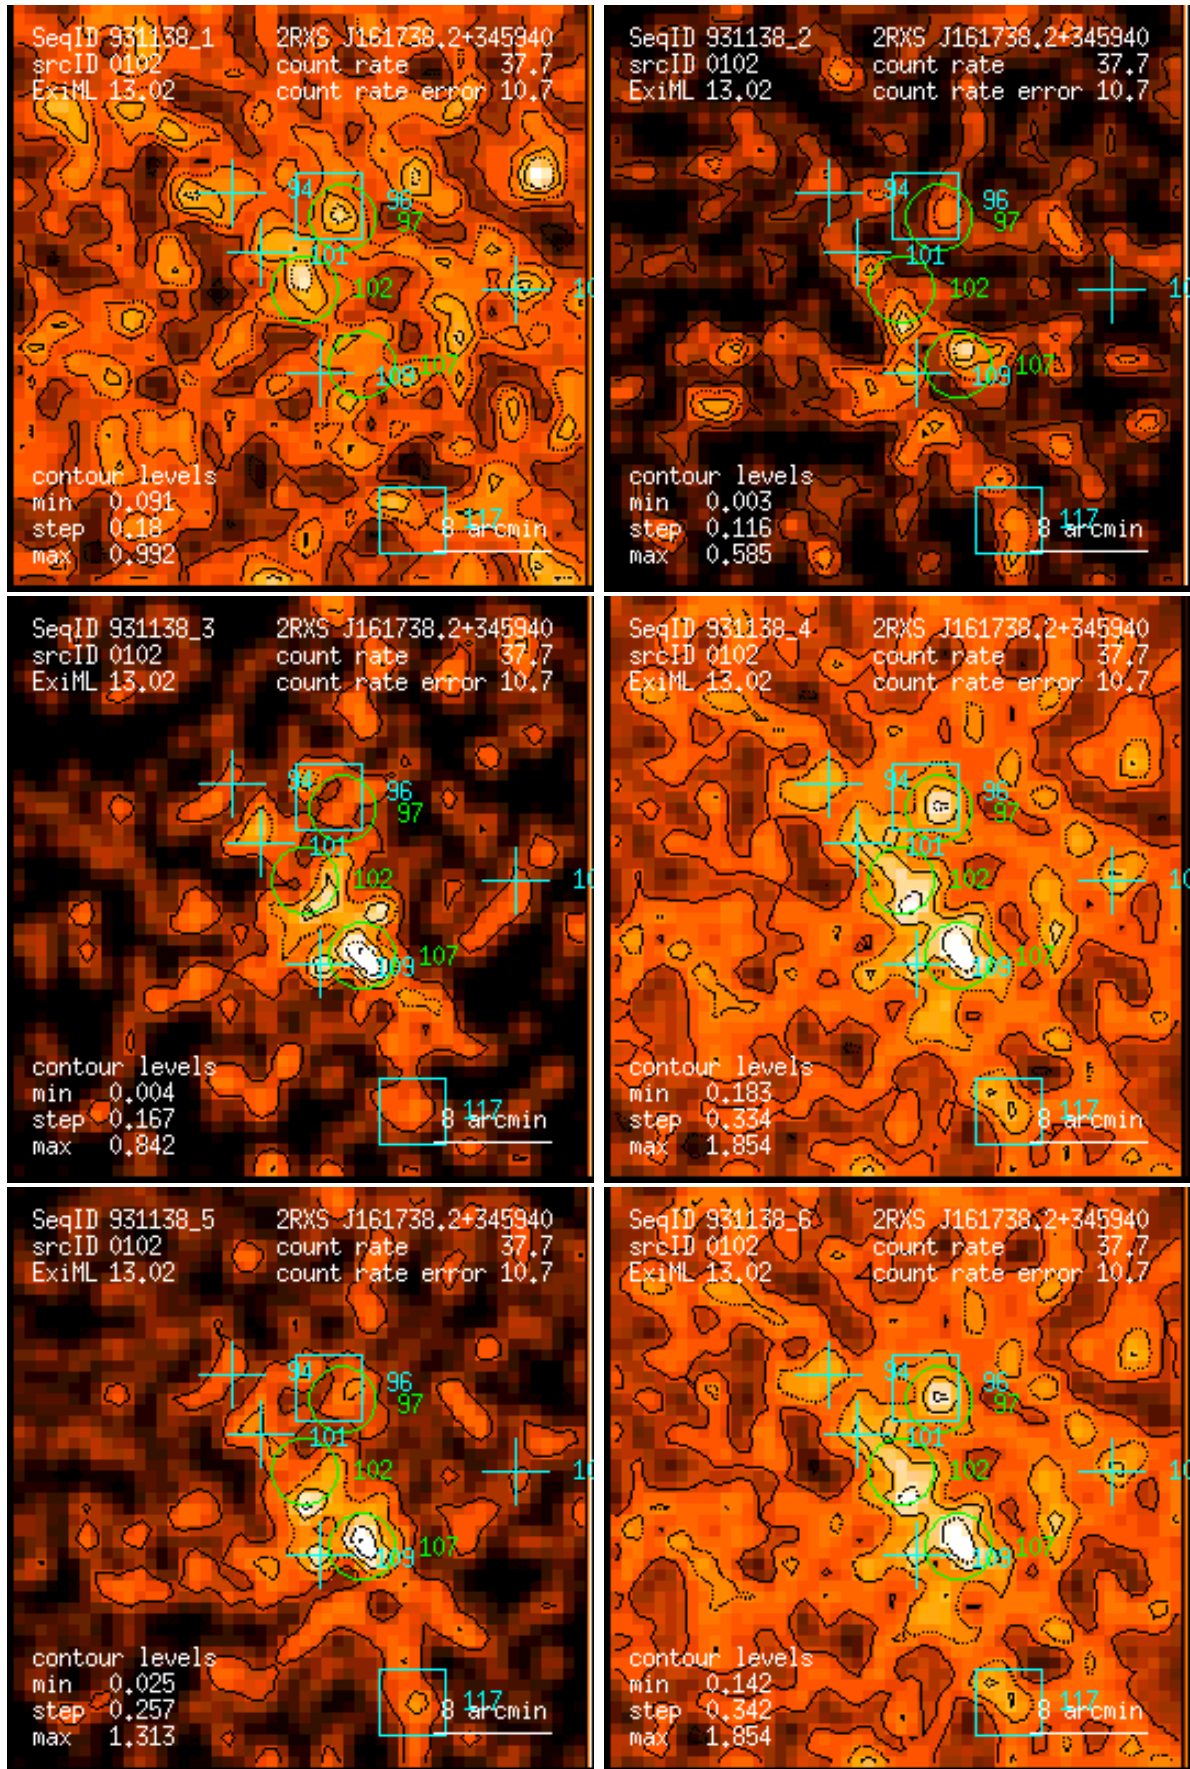 SeqID 931138_1 2RXS J161738.2+345940
srcID 0102 count rate 37.7
ExiML 13.02 count rate error 10.7
94 96
97
101
102 10
107
109
contour levels
min 0.091
step 0.18 117
max 0.992 8 arcmin
SeqID 931138_2 2RXS J161738.2+345940
srcID 0102 count rate 37.7
ExiML 13.02 count rate error 10.7
94 96
97
101
102 10
107
109
contour levels
min 0.003
step 0.116 117
max 0.585 8 arcmin
SeqID 931138_3 2RXS J161738.2+345940
srcID 0102 count rate 37.7
ExiML 13.02 count rate error 10.7
94 96
97
101
102 10
107
109
contour levels
min 0.004
step 0.167 117
max 0.842 8 arcmin
SeqID 931138_4 2RXS J161738.2+345940
srcID 0102 count rate 37.7
ExiML 13.02 count rate error 10.7
94 96
97
101
102 10
107
109
contour levels
min 0.183
step 0.334 117
max 1.854 8 arcmin
SeqID 931138_5 2RXS J161738.2+345940
srcID 0102 count rate 37.7
ExiML 13.02 count rate error 10.7
94 96
97
101
102 10
107
109
contour levels
min 0.025
step 0.257 117
max 1.313 8 arcmin
SeqID 931138_6 2RXS J161738.2+345940
srcID 0102 count rate 37.7
ExiML 13.02 count rate error 10.7
94 96
97
101
102 10
107
109
contour levels
min 0.142
step 0.342 117
max 1.854 8 arcmin